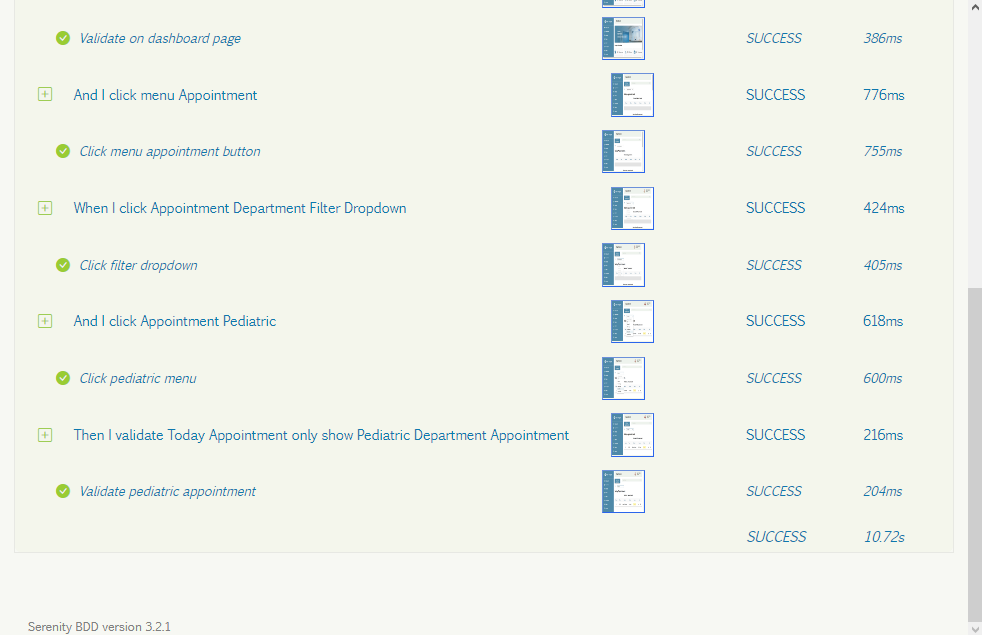 Validate on dashboard page SUCCESS 386ms
And I click menu Appointment SUCCESS 776ms
Click menu appointment button SUCCESS 755ms
When I click Appointment Department Filter Dropdown SUCCESS 424ms
Click filter dropdown SUCCESS 405ms
And I click Appointment Pediatric SUCCESS 618ms
Click pediatric menu SUCCESS 600ms
Then I validate Today Appointment only show Pediatric Department Appointment SUCCESS 216ms
Validate pediatric appointment SUCCESS 204ms
SUCCESS 10.72s
Serenity BDD version 3.2.1